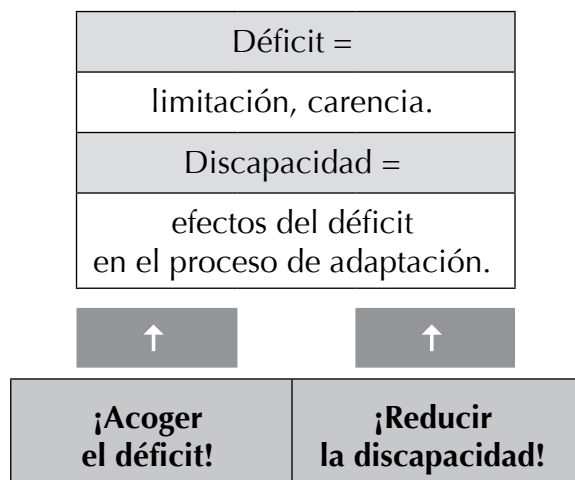 Déficit =
limitación, carencia.
Discapacidad =
efectos del déficit
en el proceso de adaptación.
↑ ↑
¡Acoger
el déficit!
¡Reducir
la discapacidad!